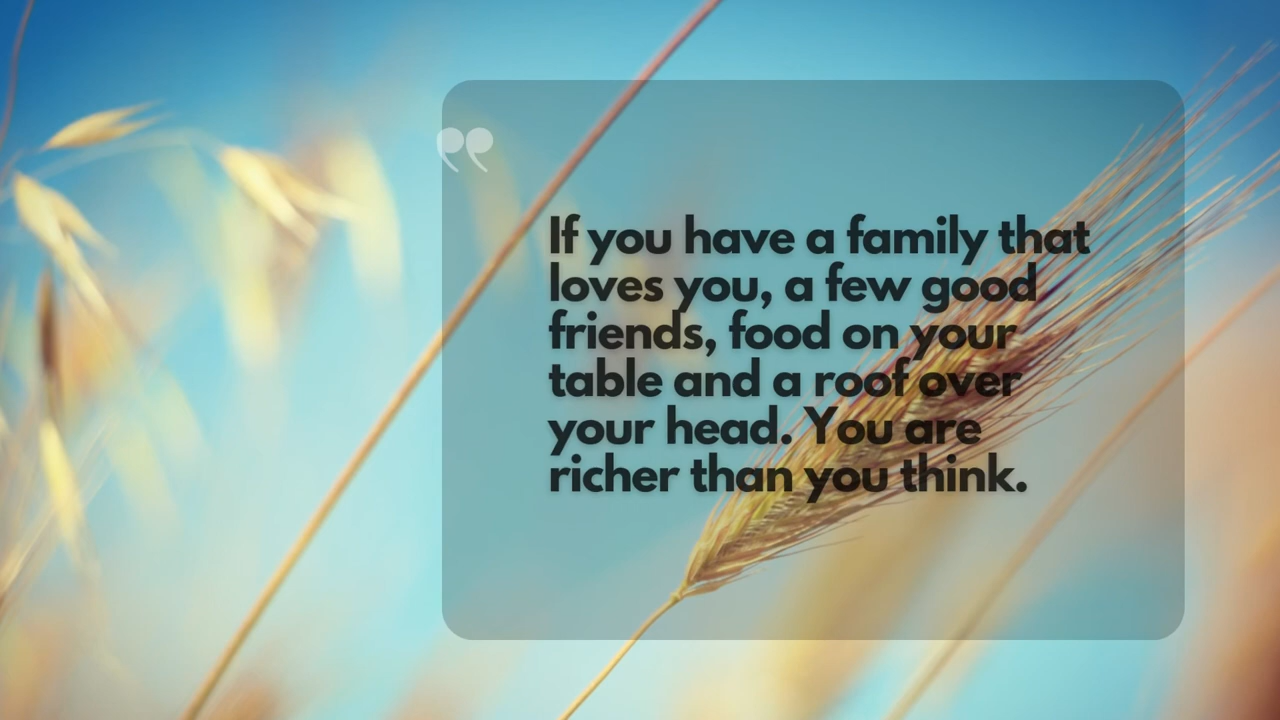 If you have a family that
loves you, a few good
friends, food on your
table and a roof over
your head. You are
richer than you think.